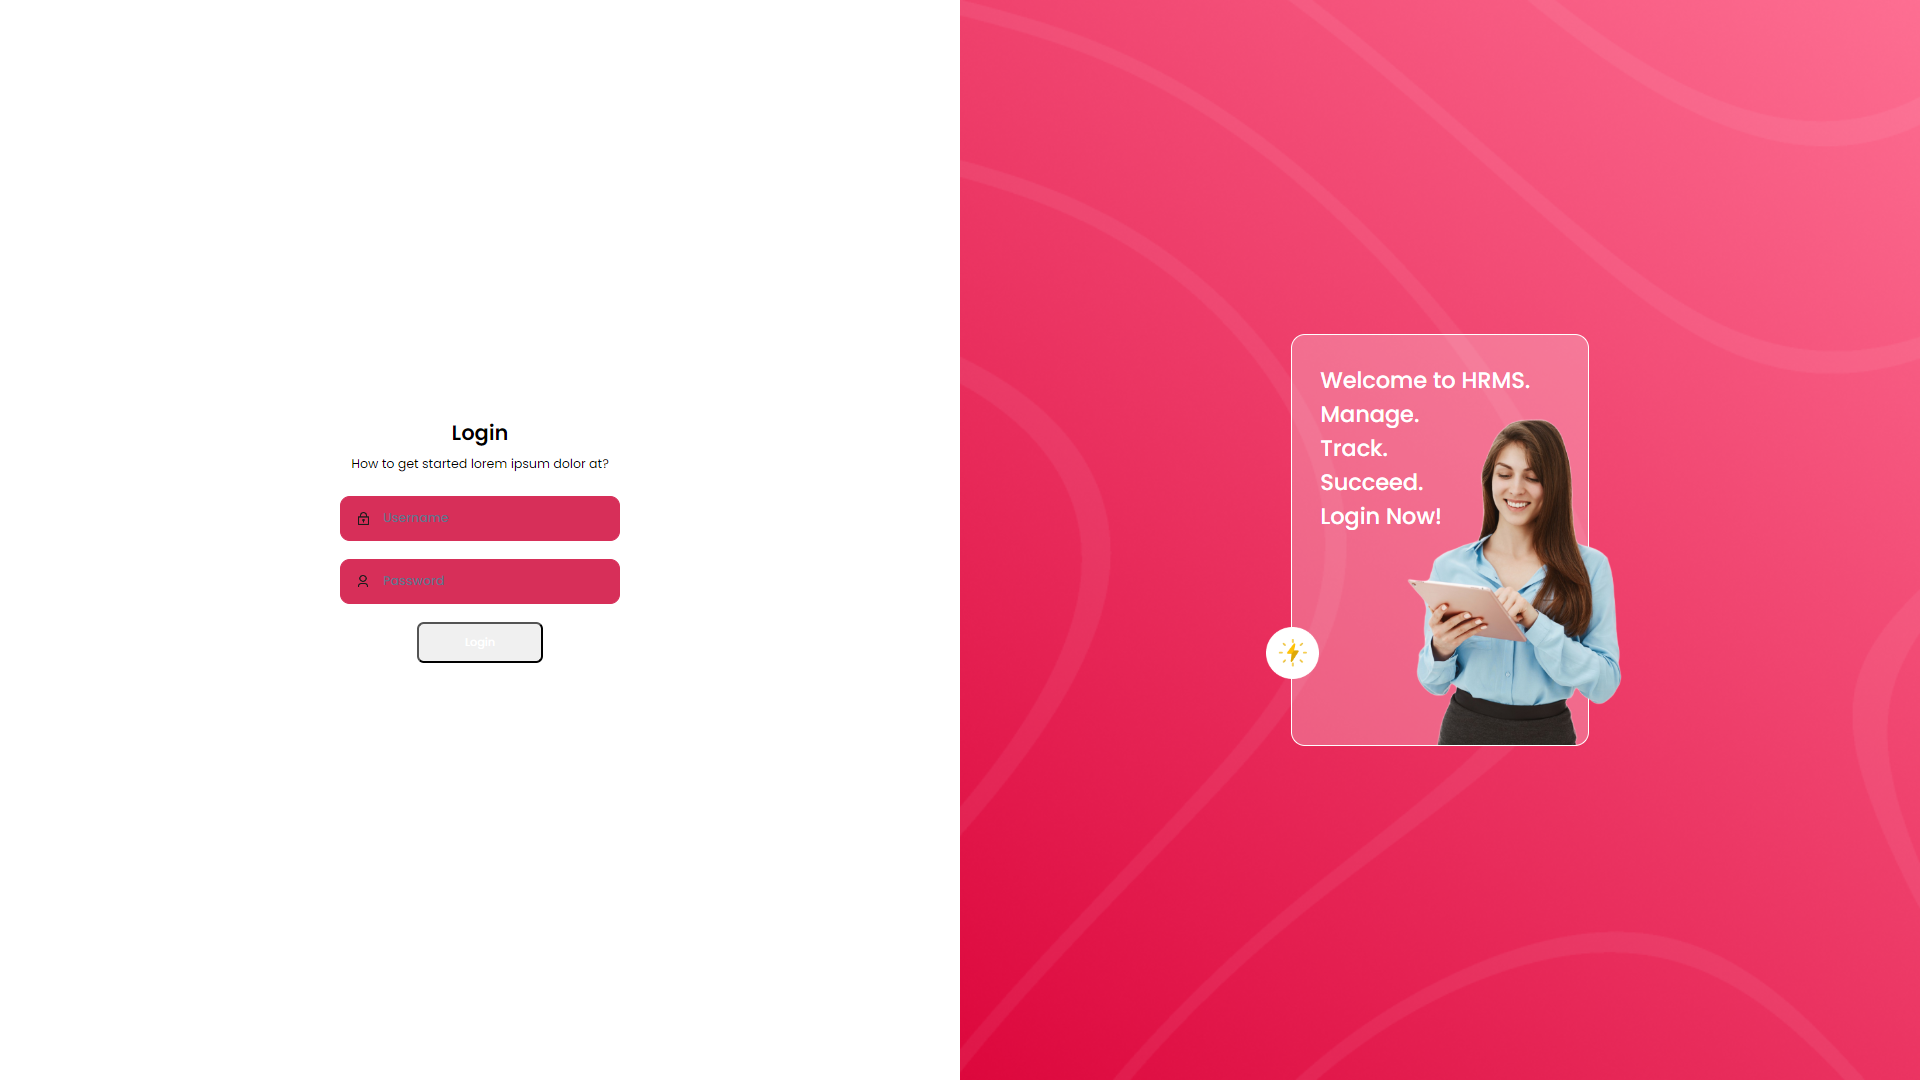 Login
How to get started lorem ipsum dolor at?
Username
Password
Login
Welcome to HRMS.
Manage.
Track.
Succeed.
Login Now!